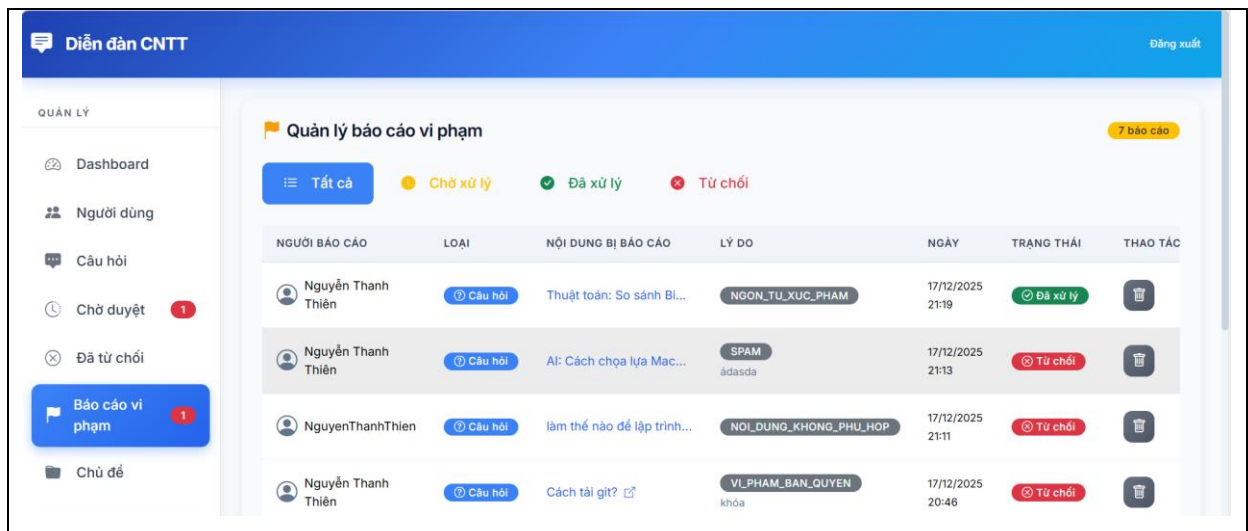 Diễn đàn CNTT
Đăng xuất
QUẢN LÝ
Dashboard
Người dùng
Câu hỏi
Chờ duyệt 1
Đã từ chối
Báo cáo vi
phạm 1
Chủ đề
Quản lý báo cáo vi phạm
7 báo cáo
Tất cả Chờ xử lý Đã xử lý Từ chối
NGƯỜI BÁO CÁO LOẠI NỘI DUNG BỊ BÁO CÁO LÝ DO NGÀY TRẠNG THÁI THAO TÁC
Nguyễn Thanh
Thiên
Câu hỏi
Thuật toán: So sánh Bi...
NGON_TU_XUC_PHAM
17/12/2025
21:19
Đã xử lý
Nguyễn Thanh
Thiên
Câu hỏi
AI: Cách chọa lựa Mac...
SPAM
ádasda
17/12/2025
21:13
Từ chối
NguyenThanhThien
Câu hỏi
làm thế nào để lập trình...
NOI_DUNG_KHONG_PHU_HOP
17/12/2025
21:11
Từ chối
Nguyễn Thanh
Thiên
Câu hỏi
Cách tải git?
VI_PHAM_BAN_QUYEN
khóa
17/12/2025
20:46
Từ chối